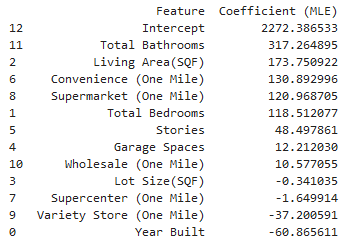 Feature Coefficient (MLE)
12 Intercept 2272.386533
11 Total Bathrooms 317.264895
2 Living Area(SQF) 173.750922
6 Convenience (One Mile) 130.892996
8 Supermarket (One Mile) 120.968705
1 Total Bedrooms 118.512077
5 Stories 48.497861
4 Garage Spaces 12.212030
10 Wholesale (One Mile) 10.577055
3 Lot Size(SQF) -0.341035
7 Supercenter (One Mile) -1.649914
9 Variety Store (One Mile) -37.200591
0 Year Built -60.865611